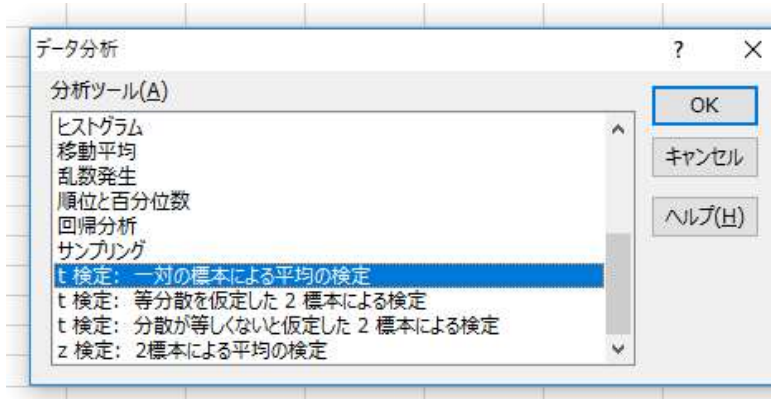 データ分析
? ×
分析ツール(A)
ヒストグラム
移動平均
乱数発生
順位と百分位数
回帰分析
サンプリング
t 検定: 一対の標本による平均の検定
t 検定: 等分散を仮定した 2 標本による検定
t 検定: 分散が等しくないと仮定した 2 標本による検定
z 検定: 2標本による平均の検定
OK
キャンセル
ヘルプ(H)